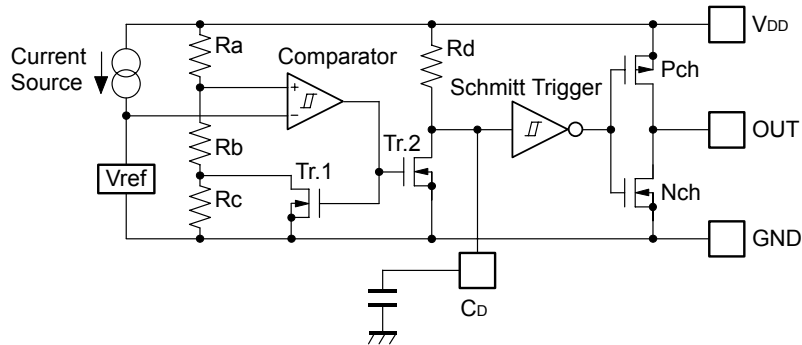 Current
Source
Ra
Comparator
Rd
Schmitt Trigger
VDD
Pch
+
−
Rb
Tr.1
Tr.2
OUT
Vref
Rc
Nch
GND
CD